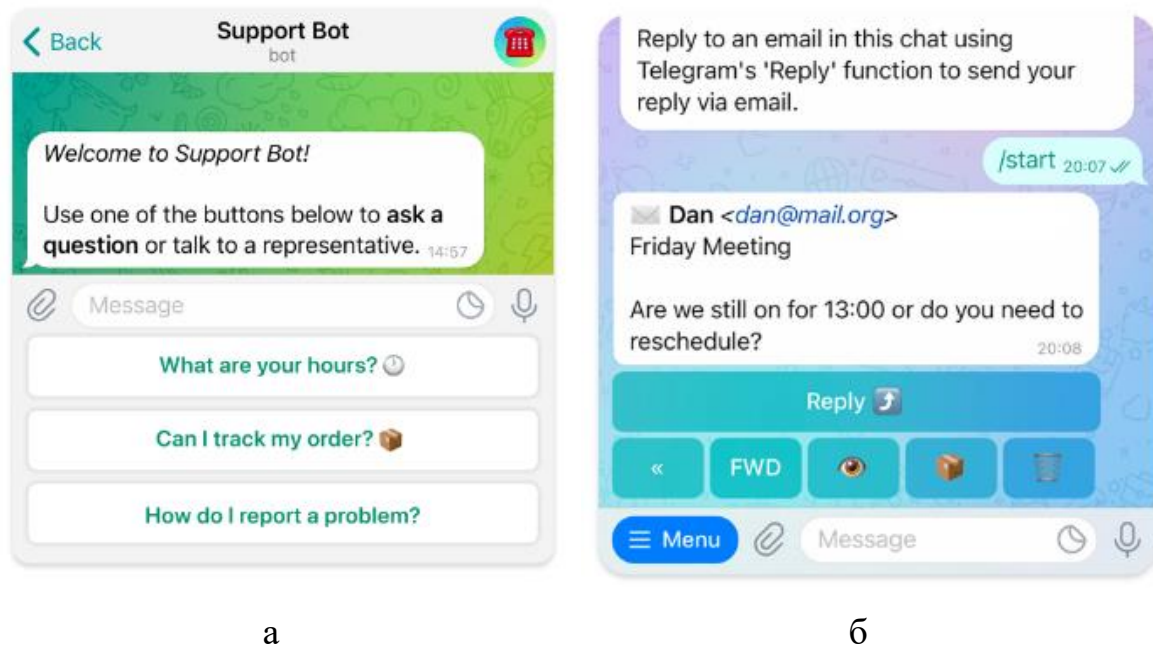 Back
Support Bot
bot
Welcome to Support Bot!
Use one of the buttons below to ask a
question or talk to a representative. 14:57
Message
What are your hours?
Can I track my order?
How do I report a problem?
а
Reply to an email in this chat using
Telegram's 'Reply' function to send your
reply via email.
/start 20:07
Dan <dan@mail.org>
Friday Meeting
Are we still on for 13:00 or do you need to
reschedule?
20:08
Reply
« FWD
Menu Message
б